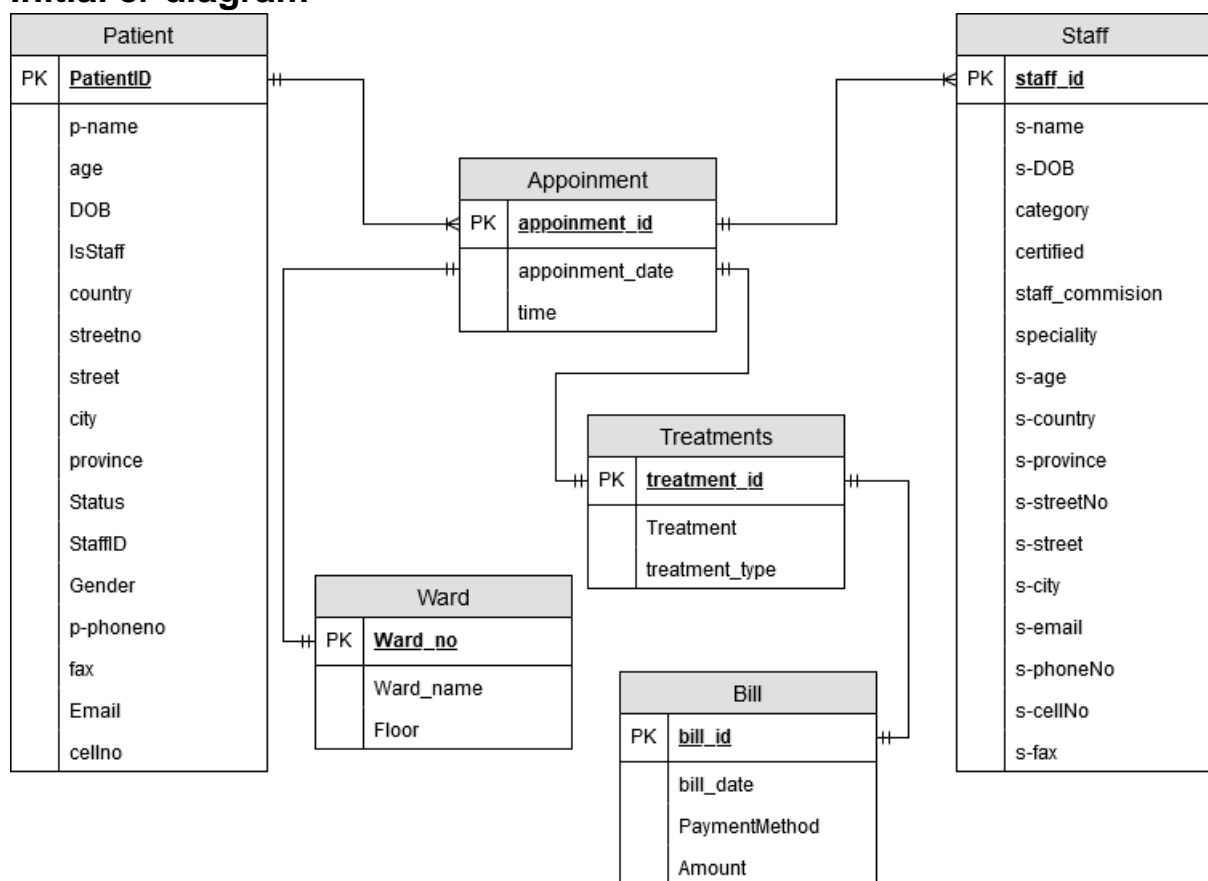 Initial er diagram
Patient
PK PatientID
p-name
age
DOB
IsStaff
country
streetno
street
city
province
Status
StaffID
Gender
p-phoneno
fax
Email
cellno
Appoinment
PK appoinment_id
appoinment_date
time
Treatments
PK treatment_id
Treatment
treatment_type
Ward
PK Ward_no
Ward_name
Floor
Bill
PK bill_id
bill_date
PaymentMethod
Amount
Staff
PK staff_id
s-name
s-DOB
category
certified
staff_commision
speciality
s-age
s-country
s-province
s-streetNo
s-street
s-city
s-email
s-phoneNo
s-cellNo
s-fax